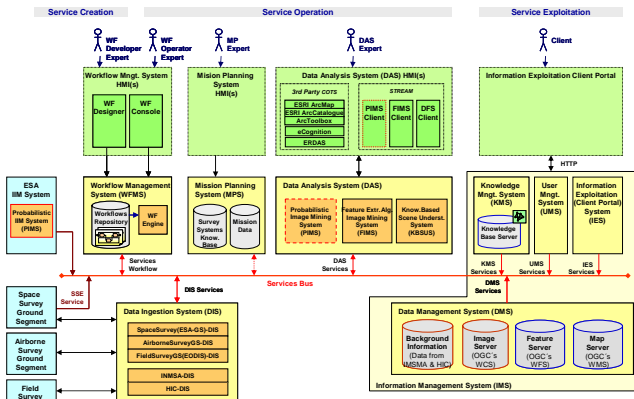 Service Creation
Service Operation
Service Exploitation
WF
Developer
Expert
WF
Operator
Expert
MP
Expert
DAS
Expert
Client
Workflow Mngt. System
HMI(s)
WF
Designer
WF
Console
Mision Planning
System
HMI(s)
Data Analysis System (DAS) HMI(s)
3rd Party COTS
ESRI ArcMap
ESRI ArcCatalogue
ArcToolbox
eCognition
ERDAS
STREAM
PIMS
Client
FIMS
Client
DFS
Client
Information Exploitation Client Portal
HTTP
ESA
IIM System
Probabilistic
IIM System
(PIMS)
Workflow Management
System (WFMS)
Workflows
Repository
WF
Engine
Mission Planning
System (MPS)
Survey
Systems
Know.
Base
Mission
Data
Data Analysis System (DAS)
Probabilistic
Image Mining
System
(PIMS)
Feature Extr.Alg.
Image Mining
System
(FIMS)
Know.Based
Scene Underst.
System
(KBSUS)
Knowledge
Mngt. System
(KMS)
Knowledge
Base Server
User
Mngt.
System
(UMS)
Information
Exploitation
(Client Portal)
System
(IES)
Services
Workflow
DAS
Services
KMS
Services
UMS
Services
IES
Services
Services Bus
SSE
Service
DIS Services
DMS
Services
Space
Survey
Ground
Segment
Airborne
Survey
Ground
Segment
Field
Survey
Data Ingestion System (DIS)
SpaceSurvey(ESA-GS)-DIS
AirborneSurveyGS-DIS
FieldSurveyGS(EODIS)-DIS
INMSA-DIS
HIC-DIS
Data Management System (DMS)
Background
Information
(Data from
IMSMA & HIC)
Image
Server
(OGC´s
WCS)
Feature
Server
(OGC´s
WFS)
Map
Server
(OGC´s
WMS)
Information Management System (IMS)